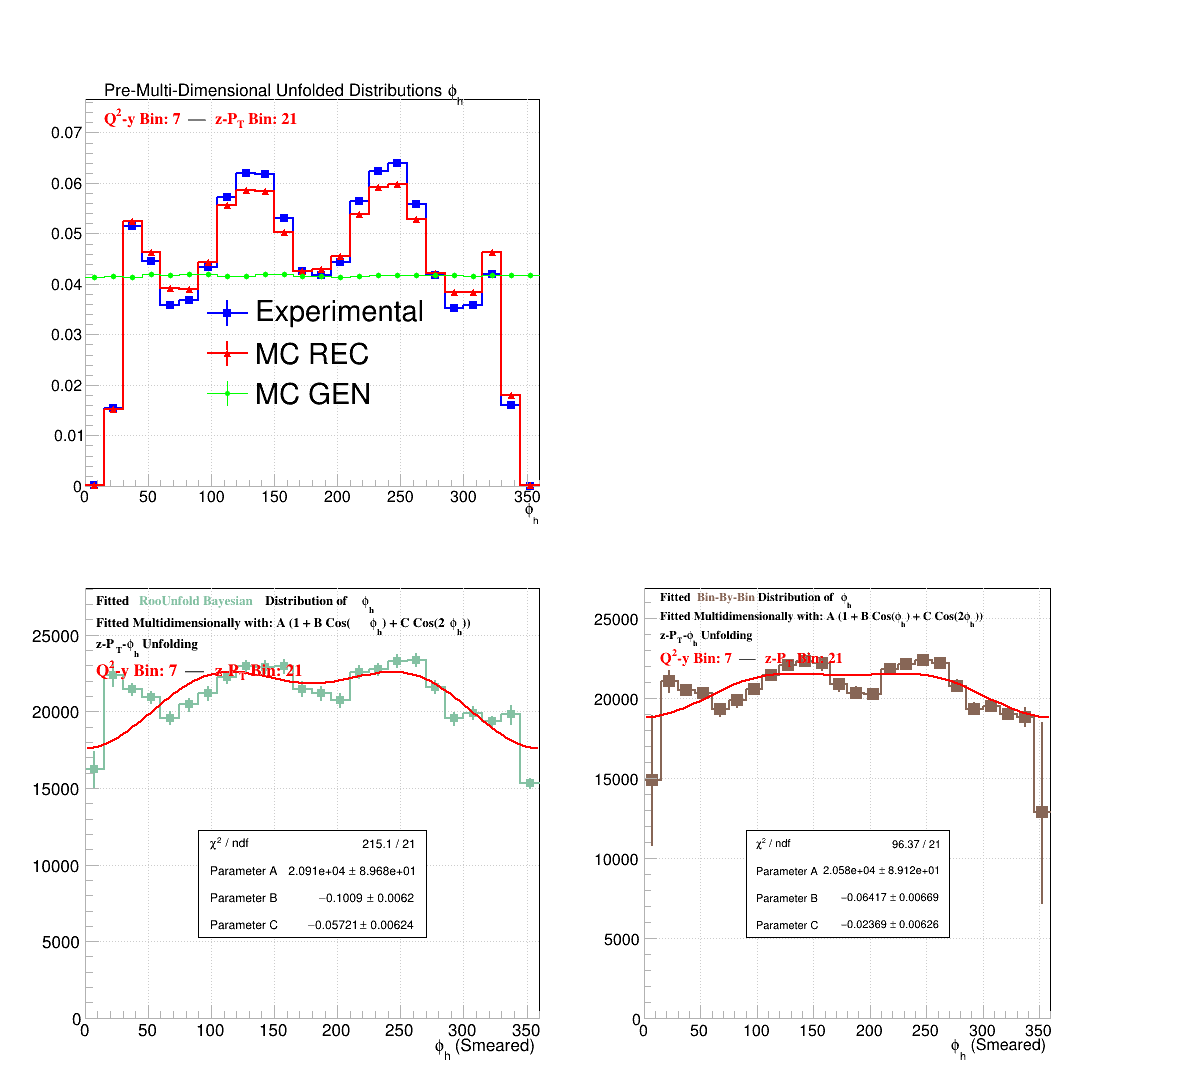 Pre-Multi-Dimensional Unfolded Distributions ϕh
Q²-y Bin: 7 — z-PT Bin: 21
0.07
0.06
0.05
0.04
0.03
0.02
0.01
0
Experimental
MC REC
MC GEN
0 50 100 150 200 250 300 350
ϕh
Fitted RooUnfold Bayesian Distribution of ϕh
Fitted Multidimensionally with: A (1 + B Cos( ϕh) + C Cos(2 ϕh))
z-PT-ϕh Unfolding
Q²-y Bin: 7 — z-PT Bin: 21
25000
20000
15000
10000
5000
0
χ² / ndf 215.1 / 21
Parameter A 2.091e+04 ± 8.968e+01
Parameter B −0.1009 ± 0.0062
Parameter C −0.05721 ± 0.00624
0 50 100 150 200 250 300 350
ϕh (Smeared)
Fitted Bin-By-Bin Distribution of ϕh
Fitted Multidimensionally with: A (1 + B Cos(ϕh) + C Cos(2ϕh))
z-PT-ϕh Unfolding
Q²-y Bin: 7 — z-PT Bin: 21
25000
20000
15000
10000
5000
0
χ² / ndf 96.37 / 21
Parameter A 2.058e+04 ± 8.912e+01
Parameter B −0.06417 ± 0.00669
Parameter C −0.02369 ± 0.00626
0 50 100 150 200 250 300 350
ϕh (Smeared)